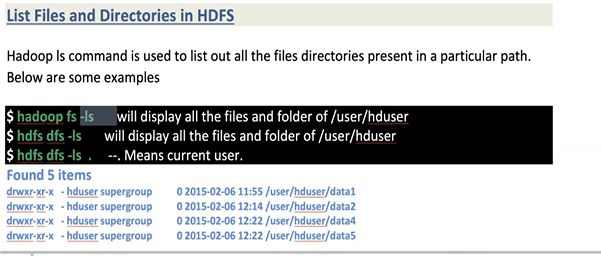 List Files and Directories in HDFS
Hadoop ls command is used to list out all the files directories present in a particular path.
Below are some examples
$ hadoop fs -ls will display all the files and folder of /user/hduser
$ hdfs dfs -ls will display all the files and folder of /user/hduser
$ hdfs dfs -ls . --. Means current user.
Found 5 items
drwxr-xr-x - hduser supergroup 0 2015-02-06 11:55 /user/hduser/data1
drwxr-xr-x - hduser supergroup 0 2015-02-06 12:14 /user/hduser/data2
drwxr-xr-x - hduser supergroup 0 2015-02-06 12:22 /user/hduser/data4
drwxr-xr-x - hduser supergroup 0 2015-02-06 12:22 /user/hduser/data5